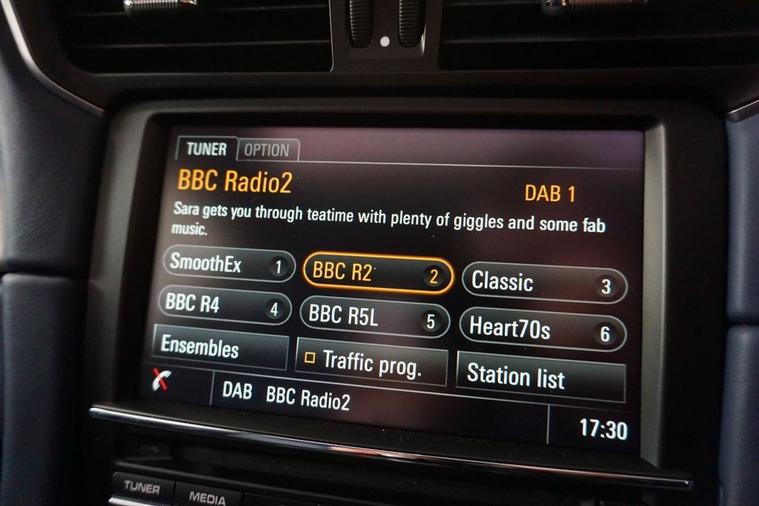 TUNER OPTION
BBC Radio2 DAB 1
Sara gets you through teatime with plenty of giggles and some fab
music.
SmoothEx 1 BBC R2 2 Classic 3
BBC R4 4 BBC R5L 5 Heart70s 6
Ensembles Traffic prog. Station list
DAB BBC Radio2 17:30
TUNER MEDIA